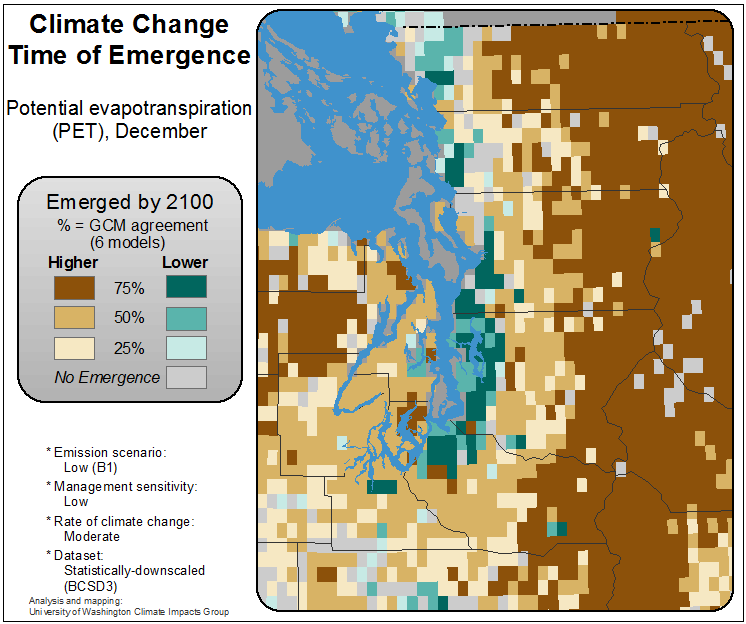 Climate Change
Time of Emergence
Potential evapotranspiration
(PET), December
Emerged by 2100
% = GCM agreement
(6 models)
Higher Lower
75%
50%
25%
No Emergence
* Emission scenario:
Low (B1)
* Management sensitivity:
Low
* Rate of climate change:
Moderate
* Dataset:
Statistically-downscaled
(BCSD3)
Analysis and mapping:
University of Washington Climate Impacts Group